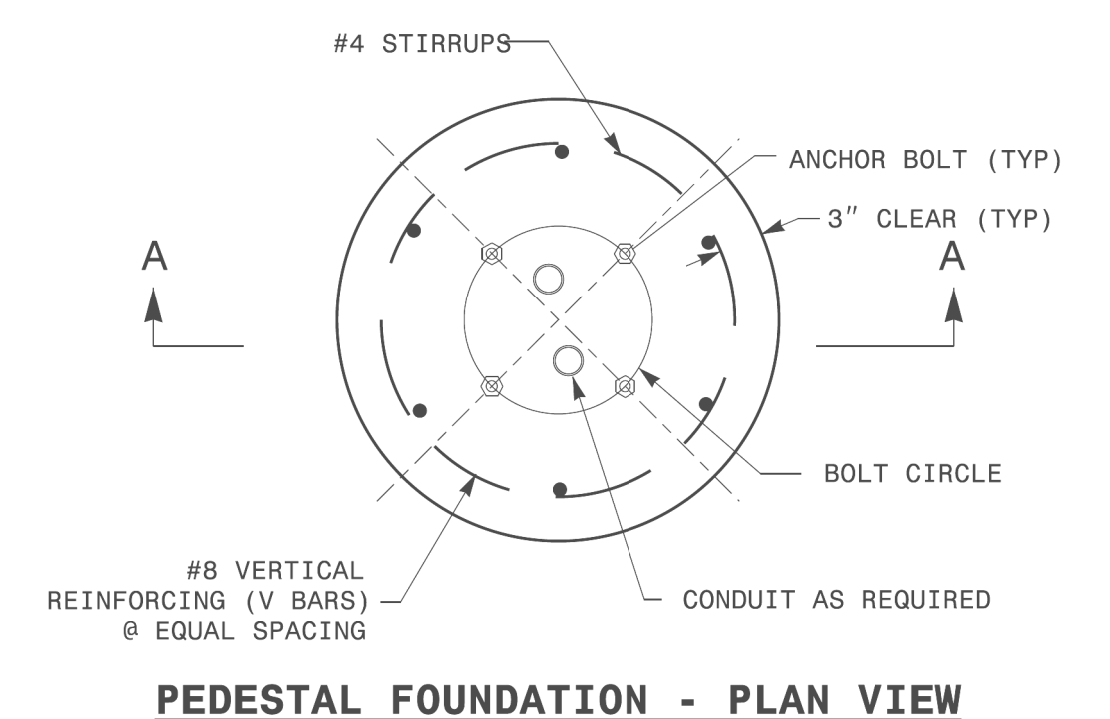 #4 STIRRUPS
ANCHOR BOLT (TYP)
3" CLEAR (TYP)
A
A
BOLT CIRCLE
#8 VERTICAL
REINFORCING (V BARS)
@ EQUAL SPACING
CONDUIT AS REQUIRED
PEDESTAL FOUNDATION - PLAN VIEW